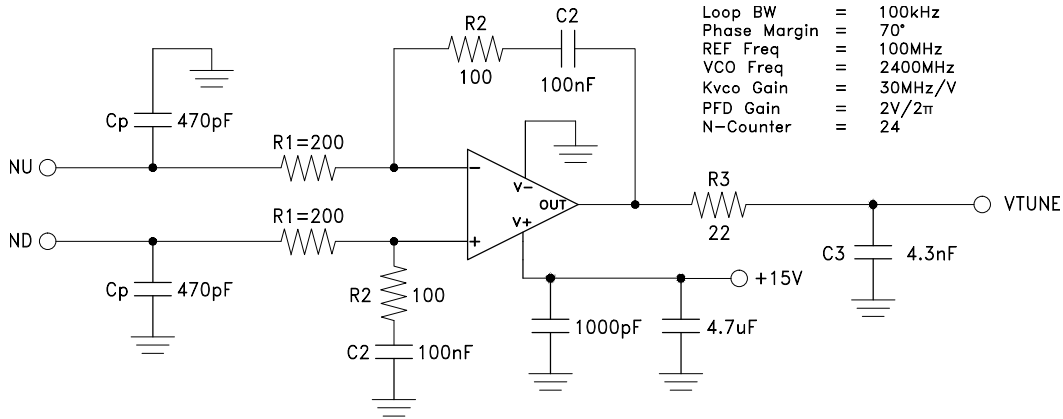 Loop BW = 100kHz
Phase Margin = 70°
REF Freq = 100MHz
VCO Freq = 2400MHz
Kvco Gain = 30MHz/V
PFD Gain = 2V/2π
N-Counter = 24
R2
100
C2
100nF
Cp
470pF
R1=200
NU
−
V−
OUT
V+
+
R3
22
VTUNE
C3
4.3nF
R1=200
ND
Cp
470pF
R2
100
C2
100nF
+15V
1000pF
4.7uF